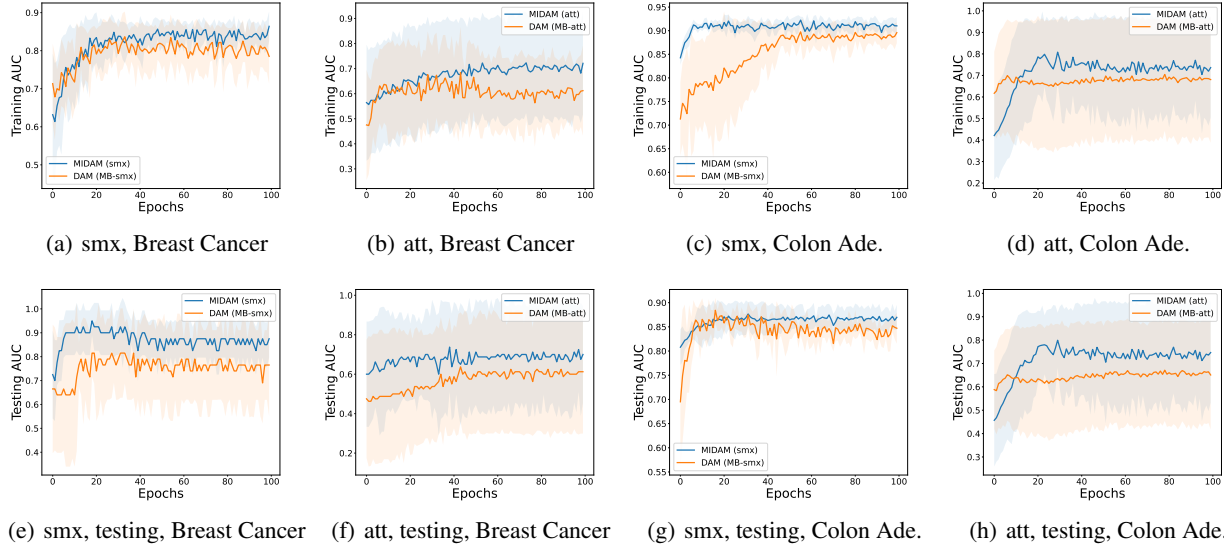 0.9
0.8
0.7
0.6
0.5
Training AUC
0 20 40 60 80 100
Epochs
MIDAM (smx)
DAM (MB-smx)
(a) smx, Breast Cancer
0.9
0.8
0.7
0.6
0.5
0.4
0.3
Training AUC
0 20 40 60 80 100
Epochs
MIDAM (att)
DAM (MB-att)
(b) att, Breast Cancer
0.95
0.90
0.85
0.80
0.75
0.70
0.65
0.60
Training AUC
0 20 40 60 80 100
Epochs
MIDAM (smx)
DAM (MB-smx)
(c) smx, Colon Ade.
1.0
0.9
0.8
0.7
0.6
0.5
0.4
0.3
0.2
Training AUC
0 20 40 60 80 100
Epochs
MIDAM (att)
DAM (MB-att)
(d) att, Colon Ade.
1.0
0.9
0.8
0.7
0.6
0.5
0.4
Testing AUC
0 20 40 60 80 100
Epochs
MIDAM (smx)
DAM (MB-smx)
(e) smx, testing, Breast Cancer
1.0
0.8
0.6
0.4
0.2
Testing AUC
0 20 40 60 80 100
Epochs
MIDAM (att)
DAM (MB-att)
(f) att, testing, Breast Cancer
0.90
0.85
0.80
0.75
0.70
0.65
0.60
0.55
Testing AUC
0 20 40 60 80 100
Epochs
MIDAM (smx)
DAM (MB-smx)
(g) smx, testing, Colon Ade.
1.0
0.9
0.8
0.7
0.6
0.5
0.4
0.3
Testing AUC
0 20 40 60 80 100
Epochs
MIDAM (att)
DAM (MB-att)
(h) att, testing, Colon Ade.